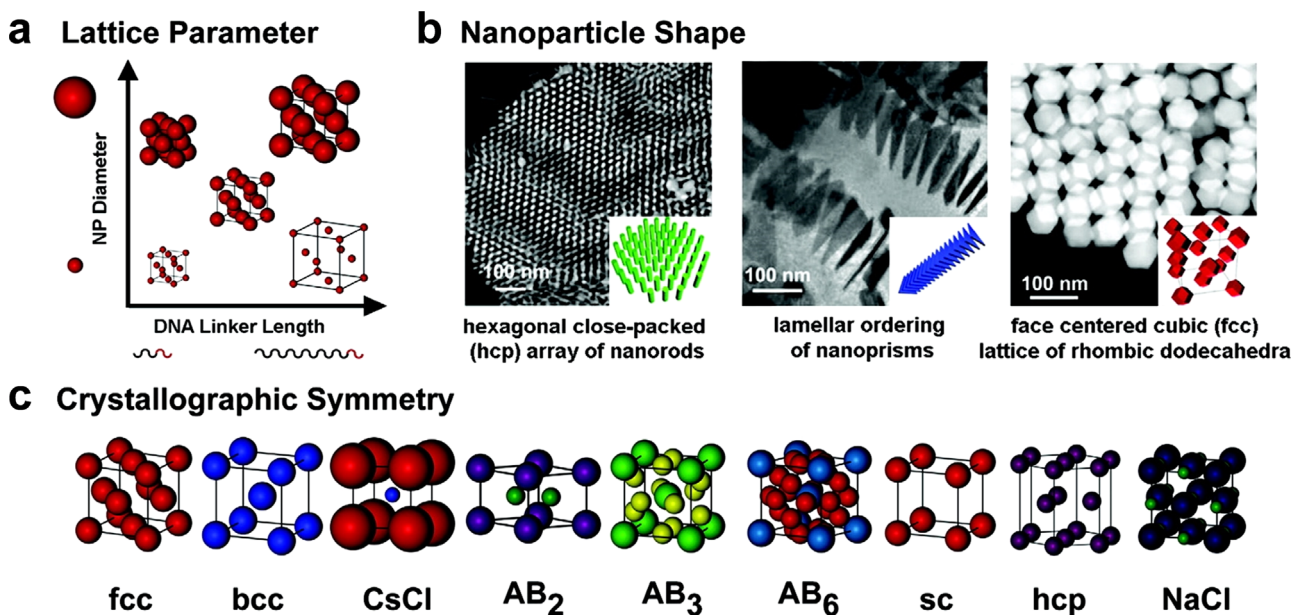 a Lattice Parameter
NP Diameter
DNA Linker Length
b Nanoparticle Shape
100 nm
hexagonal close-packed
(hcp) array of nanorods
100 nm
lamellar ordering
of nanoprisms
100 nm
face centered cubic (fcc)
lattice of rhombic dodecahedra
c Crystallographic Symmetry
fcc bcc CsCl AB2 AB3 AB6 sc hcp NaCl